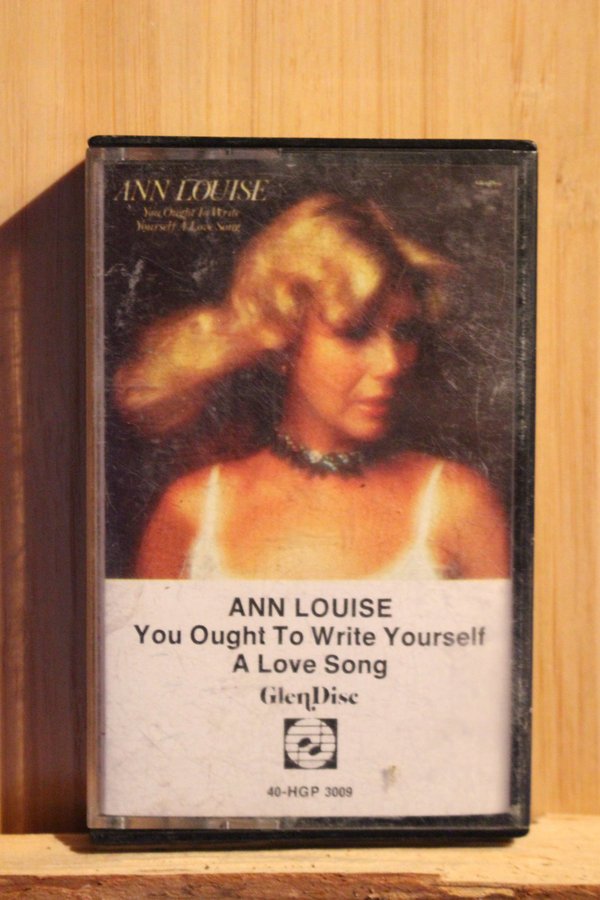 ANN LOUISE
You Ought To Write
Yourself A Love Song
ANN LOUISE
You Ought To Write Yourself
A Love Song
GlenDisc
40-HGP 3009